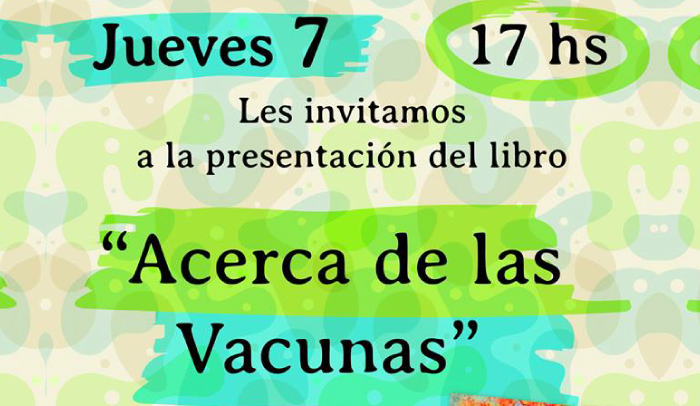 Jueves 7
17 hs
Les invitamos
a la presentación del libro
“Acerca de las
Vacunas”